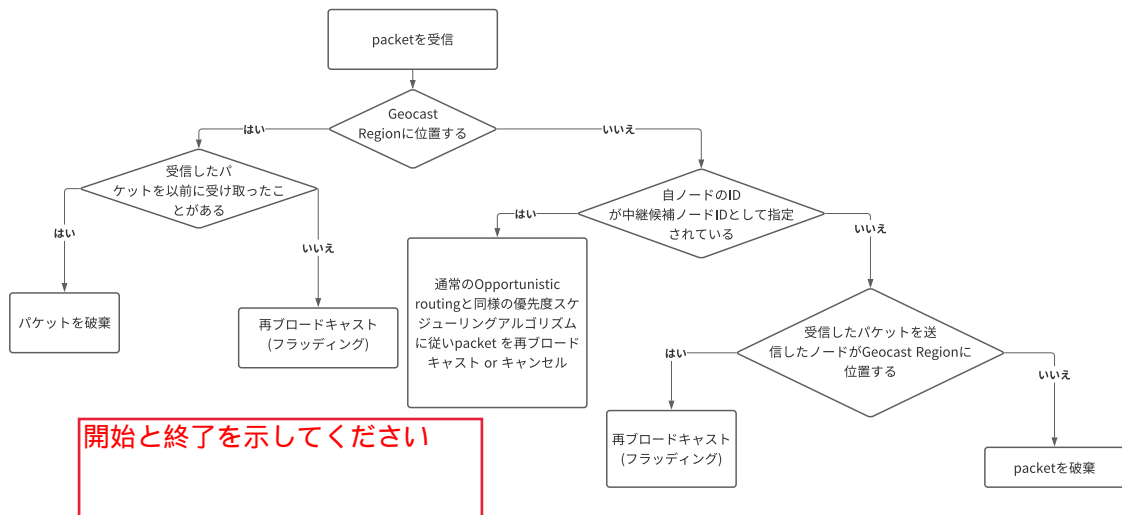 packetを受信
Geocast
Regionに位置する
はい
いいえ
受信したパ
ケットを以前に受け取ったこ
とがある
自ノードのID
が中継候補ノードIDとして指定
されている
はい
いいえ
はい
いいえ
パケットを破棄
再ブロードキャスト
(フラッディング)
通常のOpportunistic
routingと同様の優先度スケ
ジューリングアルゴリズム
に従いpacket を再ブロード
キャスト or キャンセル
受信したパケットを送
信したノードがGeocast Regionに
位置する
はい
いいえ
再ブロードキャスト
(フラッディング)
packetを破棄
開始と終了を示してください